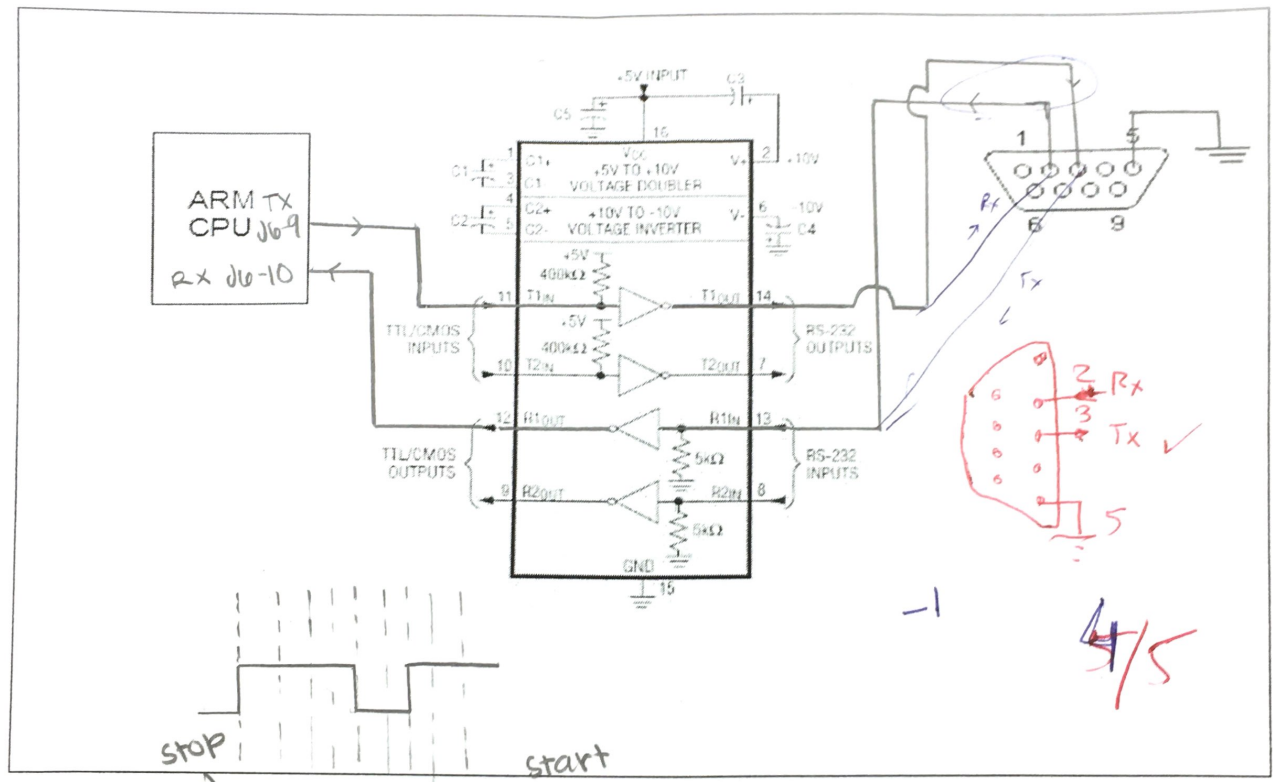 +5V INPUT
C3
C5
16
VCC
+5V TO +10V
VOLTAGE DOUBLER
1
C1+
C1
3
C1
V+
2
+10V
4
C2+
C2
5
C2-
+10V TO -10V
VOLTAGE INVERTER
V-
6
-10V
C4
ARM TX
CPU J6-9
RX J6-10
+5V
400kΩ
11
T1IN
T1OUT
14
TTL/CMOS
INPUTS
+5V
400kΩ
RS-232
OUTPUTS
10
T2IN
T2OUT
7
12
R1OUT
R1IN
13
TTL/CMOS
OUTPUTS
5kΩ
RS-232
INPUTS
9
R2OUT
R2IN
8
5kΩ
GND
15
1
5
6
9
Rx
Tx
2
Rx
3
Tx
5
-1
4/5
stop
start